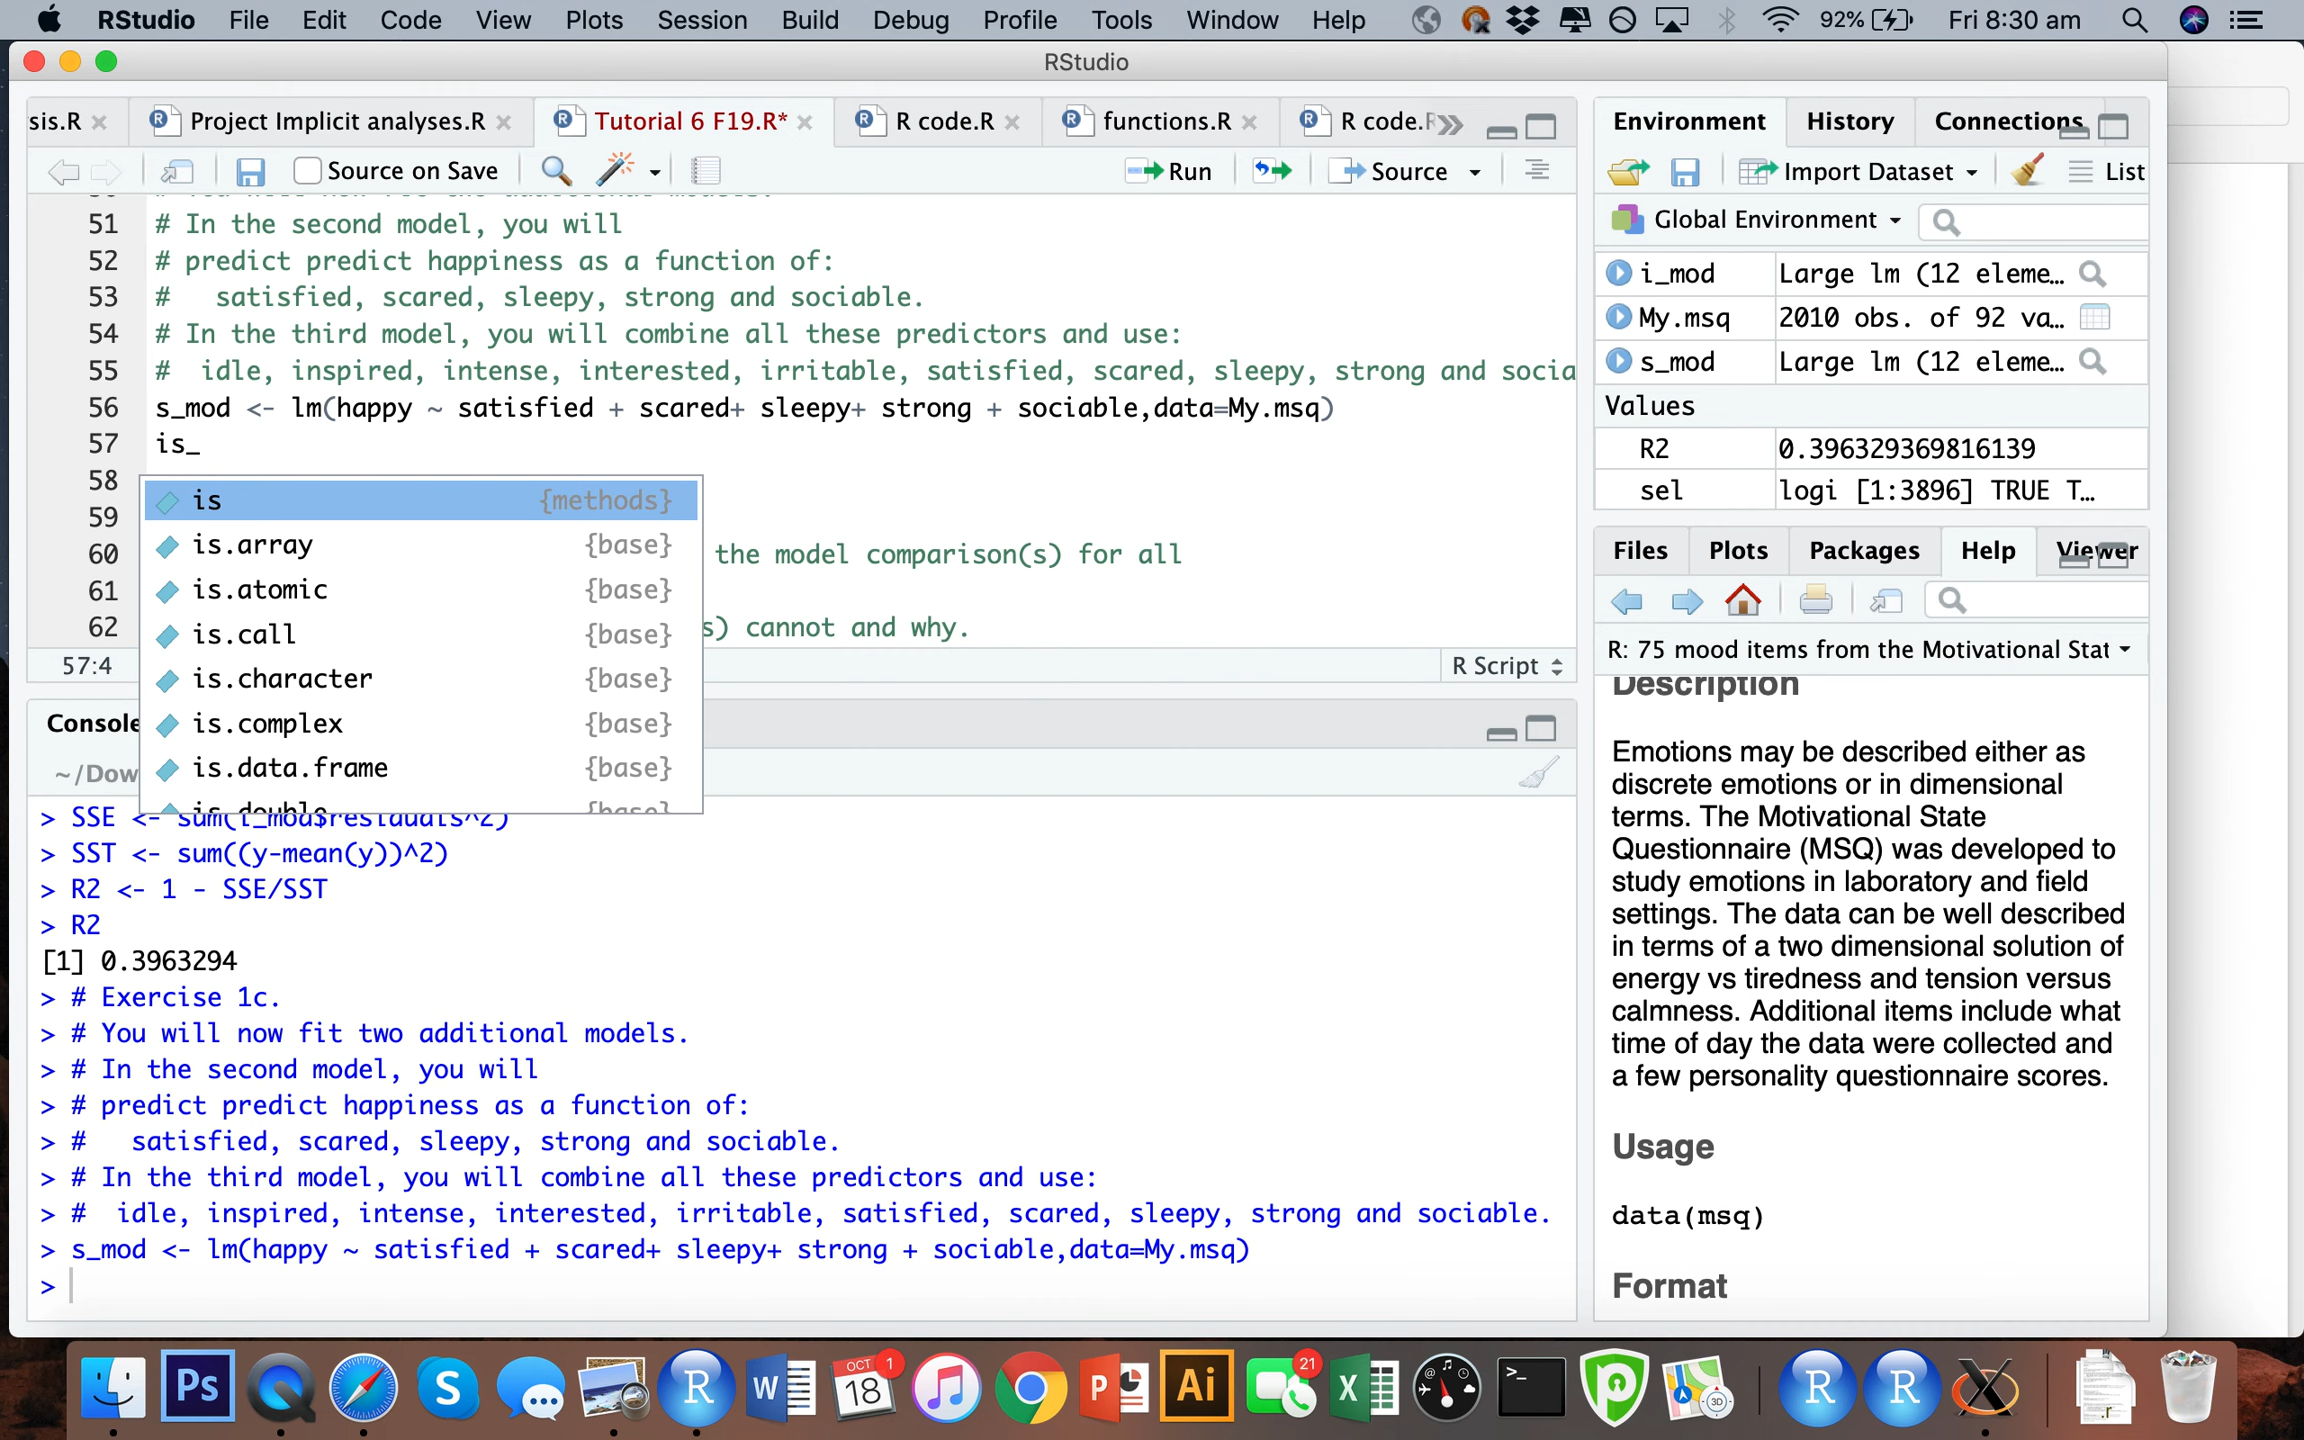 RStudio File Edit Code View Plots Session Build Debug Profile Tools Window Help 92% Fri 8:30 am
RStudio
sis.R Project Implicit analyses.R Tutorial 6 F19.R* R code.R functions.R R code.R
Source on Save Run Source
51 # In the second model, you will
52 # predict predict happiness as a function of:
53 #   satisfied, scared, sleepy, strong and sociable.
54 # In the third model, you will combine all these predictors and use:
55 #  idle, inspired, intense, interested, irritable, satisfied, scared, sleepy, strong and socia
56 s_mod <- lm(happy ~ satisfied + scared+ sleepy+ strong + sociable,data=My.msq)
57 is_
58
59
60 the model comparison(s) for all
61
62 s) cannot and why.
57:4 R Script
is {methods}
is.array {base}
is.atomic {base}
is.call {base}
is.character {base}
is.complex {base}
is.data.frame {base}
is.double {base}
Console
~/Dow
> SSE <- sum(i_mod$residuals^2)
> SST <- sum((y-mean(y))^2)
> R2 <- 1 - SSE/SST
> R2
[1] 0.3963294
> # Exercise 1c.
> # You will now fit two additional models.
> # In the second model, you will
> # predict predict happiness as a function of:
> #   satisfied, scared, sleepy, strong and sociable.
> # In the third model, you will combine all these predictors and use:
> #  idle, inspired, intense, interested, irritable, satisfied, scared, sleepy, strong and sociable.
> s_mod <- lm(happy ~ satisfied + scared+ sleepy+ strong + sociable,data=My.msq)
>
Environment History Connections
Import Dataset List
Global Environment
i_mod Large lm (12 eleme…
My.msq 2010 obs. of 92 va…
s_mod Large lm (12 eleme…
Values
R2 0.396329369816139
sel logi [1:3896] TRUE T…
Files Plots Packages Help Viewer
R: 75 mood items from the Motivational Stat
Description
Emotions may be described either as
discrete emotions or in dimensional
terms. The Motivational State
Questionnaire (MSQ) was developed to
study emotions in laboratory and field
settings. The data can be well described
in terms of a two dimensional solution of
energy vs tiredness and tension versus
calmness. Additional items include what
time of day the data were collected and
a few personality questionnaire scores.
Usage
data(msq)
Format
Ps S R W OCT 18 1 P Ai 21 X >_ 3D R R X .r